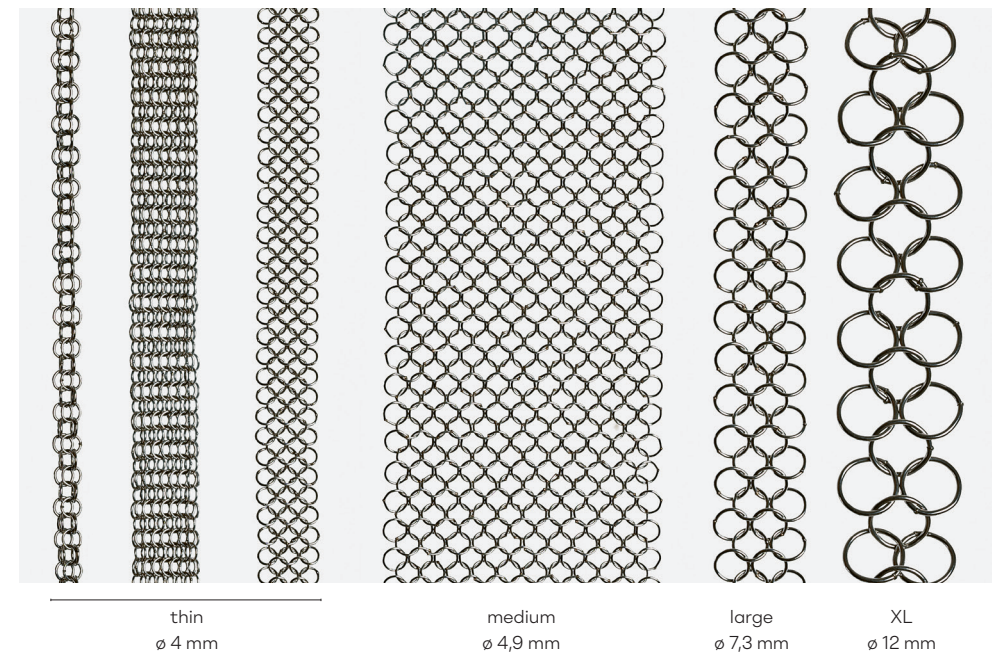 thin
ø 4 mm
medium
ø 4,9 mm
large
ø 7,3 mm
XL
ø 12 mm